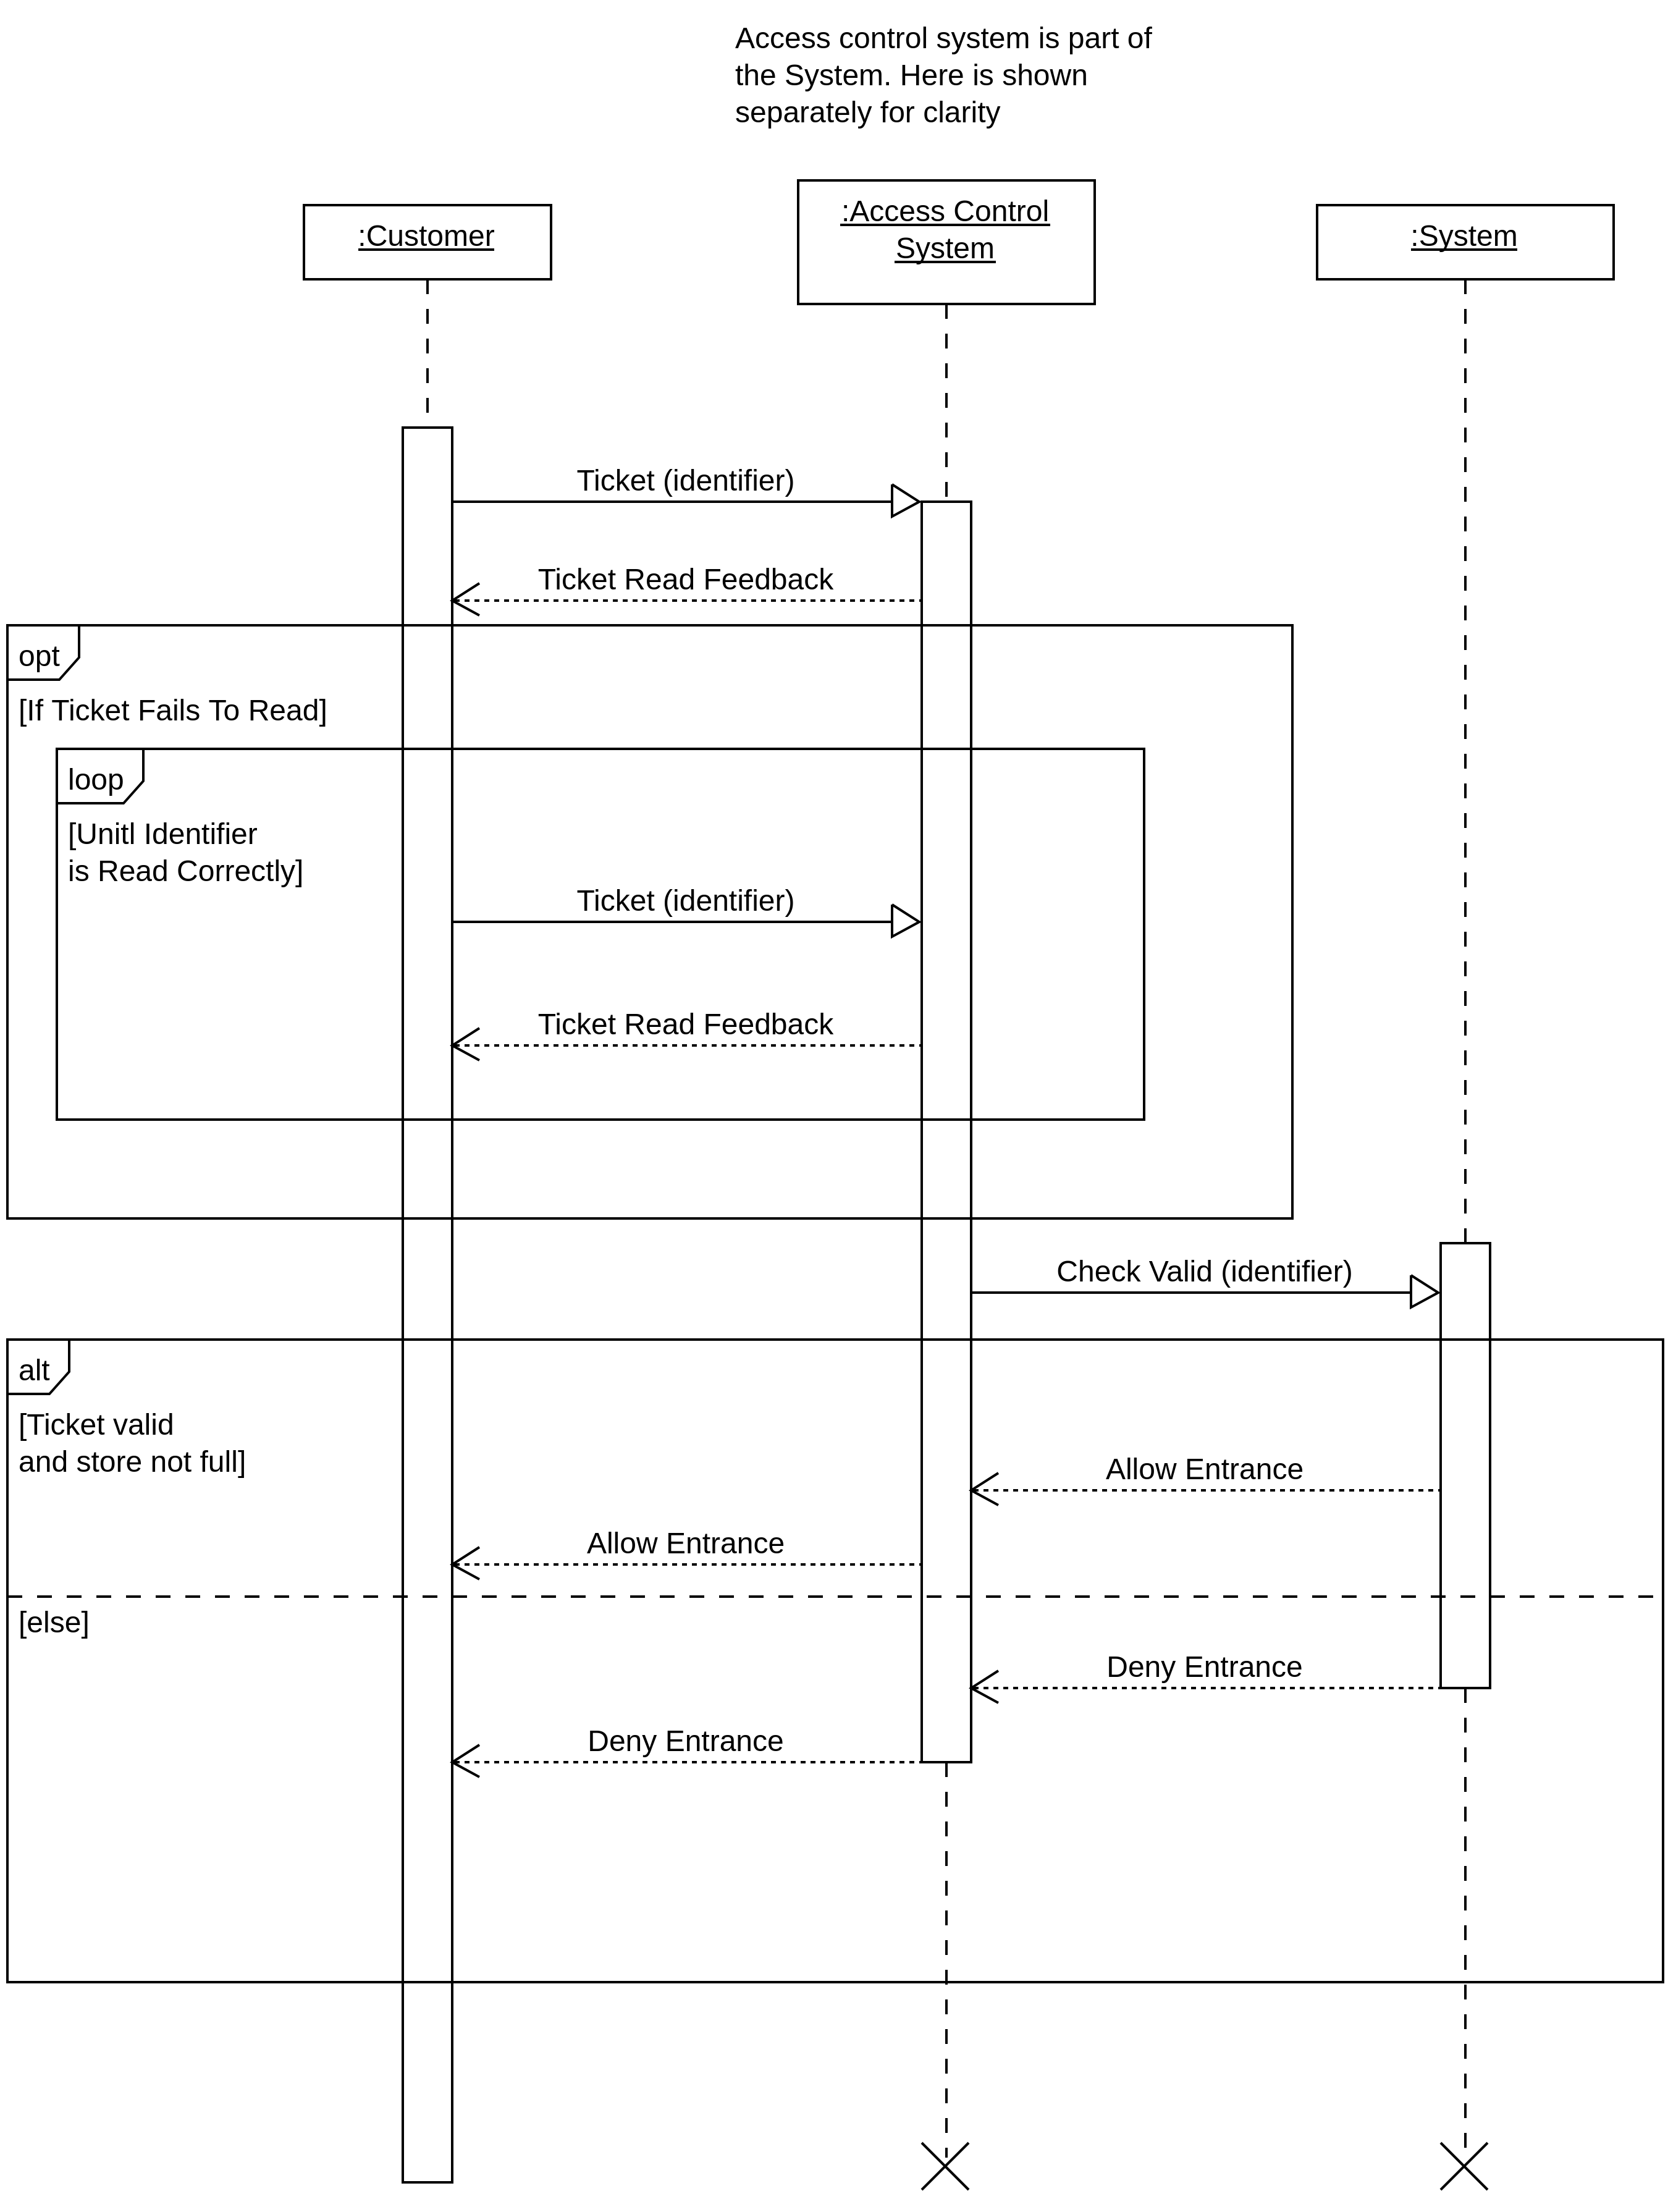 Access control system is part of
the System. Here is shown
separately for clarity
:Customer
:Access Control
System
:System
Ticket (identifier)
Ticket Read Feedback
opt
[If Ticket Fails To Read]
loop
[Unitl Identifier
is Read Correctly]
Ticket (identifier)
Ticket Read Feedback
Check Valid (identifier)
alt
[Ticket valid
and store not full]
Allow Entrance
Allow Entrance
[else]
Deny Entrance
Deny Entrance